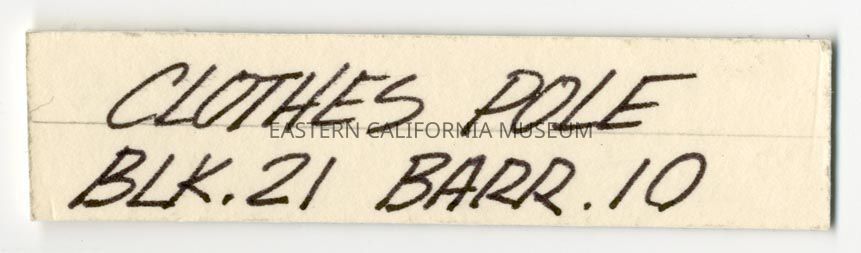 CLOTHES POLE
EASTERN CALIFORNIA MUSEUM
BLK. 21 BARR. 10